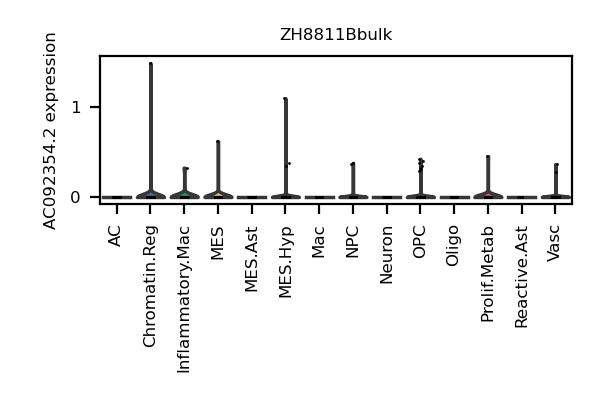 ZH8811Bbulk
AC092354.2 expression
1
0
AC
Chromatin.Reg
Inflammatory.Mac
MES
MES.Ast
MES.Hyp
Mac
NPC
Neuron
OPC
Oligo
Prolif.Metab
Reactive.Ast
Vasc